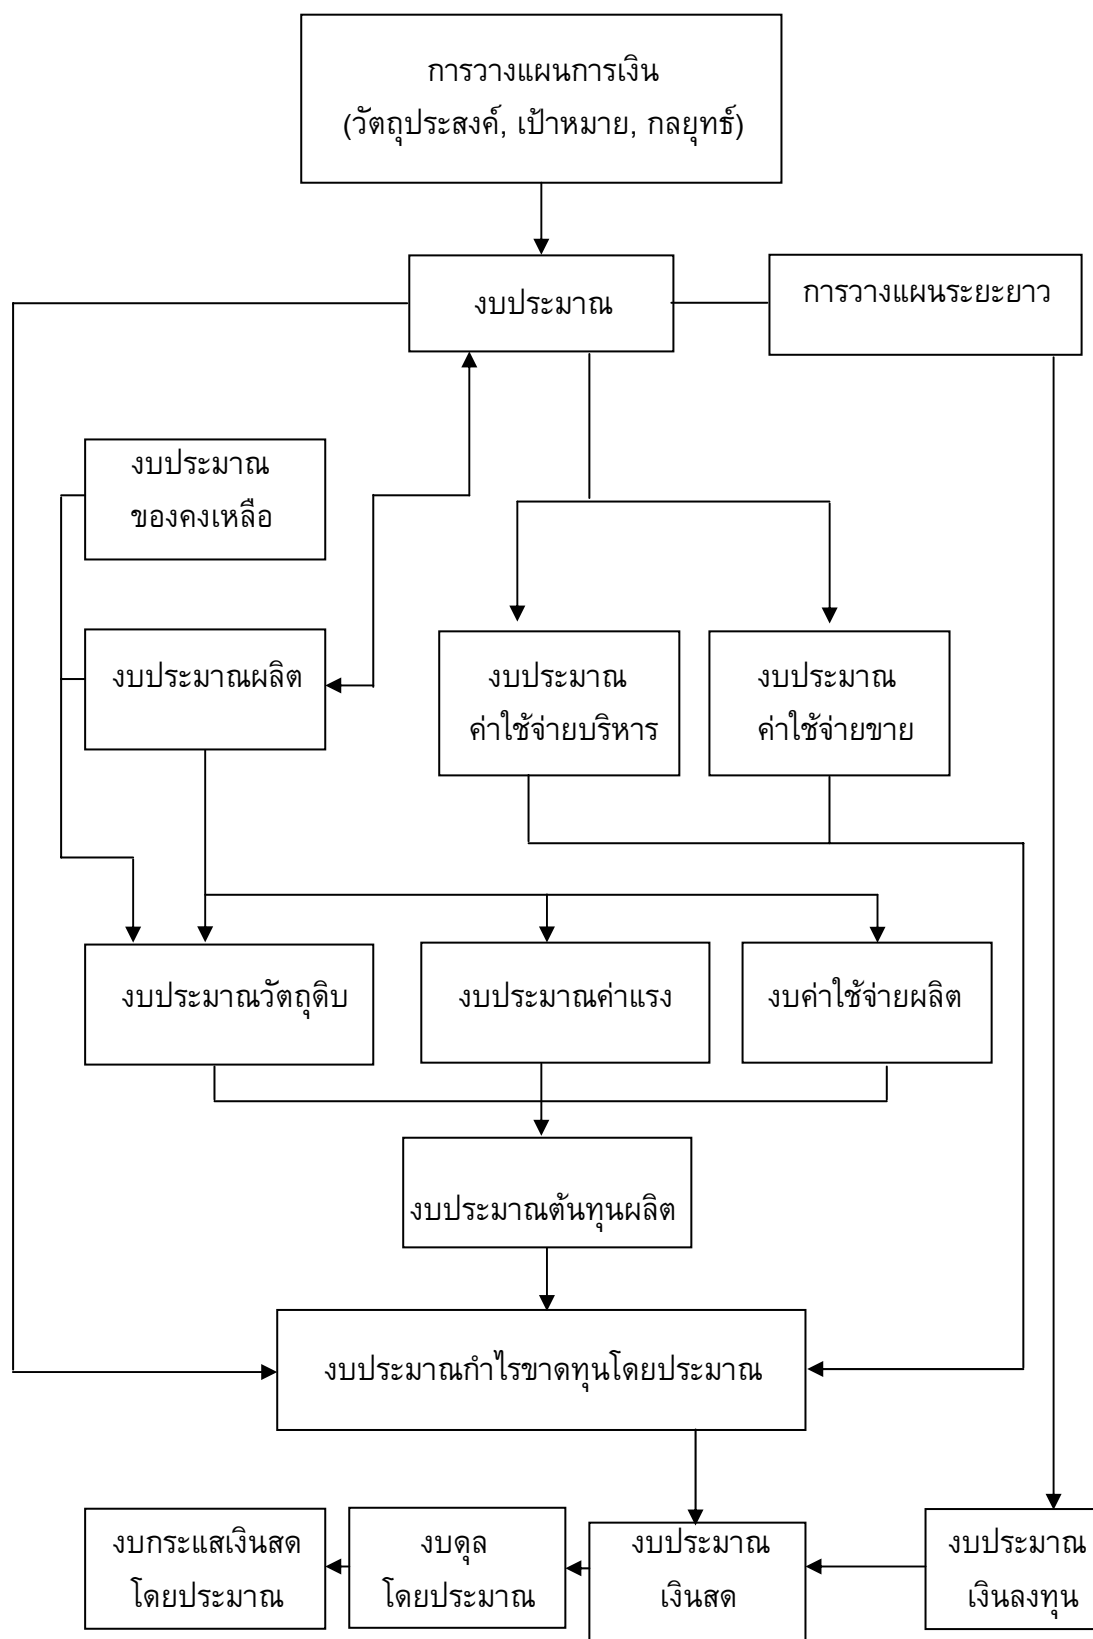 การวางแผนการเงิน
(วัตถุประสงค์, เป้าหมาย, กลยุทธ์)
งบประมาณ
การวางแผนระยะยาว
งบประมาณ
ของคงเหลือ
งบประมาณผลิต
งบประมาณ
ค่าใช้จ่ายบริหาร
งบประมาณ
ค่าใช้จ่ายขาย
งบประมาณวัตถุดิบ
งบประมาณค่าแรง
งบค่าใช้จ่ายผลิต
งบประมาณต้นทุนผลิต
งบประมาณกำไรขาดทุนโดยประมาณ
งบกระแสเงินสด
โดยประมาณ
งบดุล
โดยประมาณ
งบประมาณ
เงินสด
งบประมาณ
เงินลงทุน